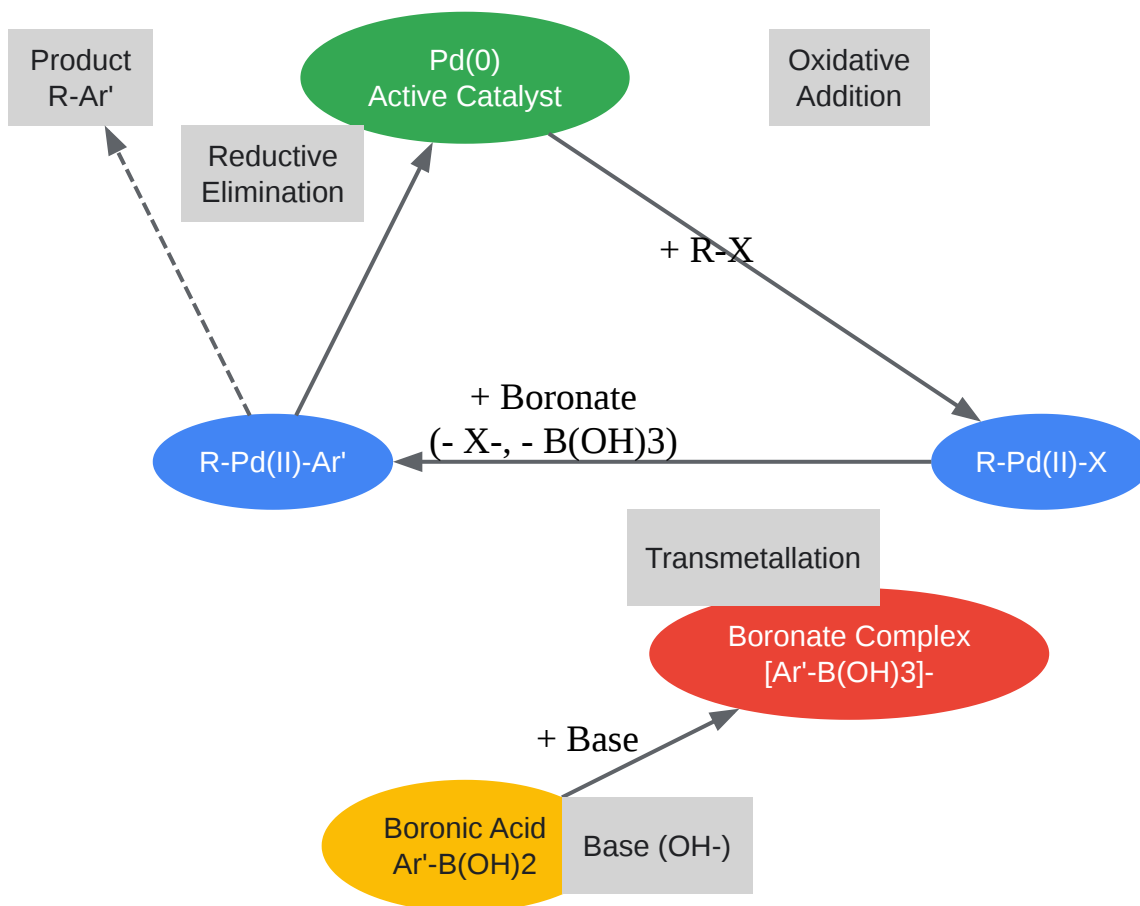 Product
R-Ar'
Pd(0)
Active Catalyst
Oxidative
Addition
Reductive
Elimination
+ R-X
+ Boronate
(- X-, - B(OH)3)
R-Pd(II)-Ar'
R-Pd(II)-X
Transmetallation
Boronate Complex
[Ar'-B(OH)3]-
+ Base
Boronic Acid
Ar'-B(OH)2
Base (OH-)